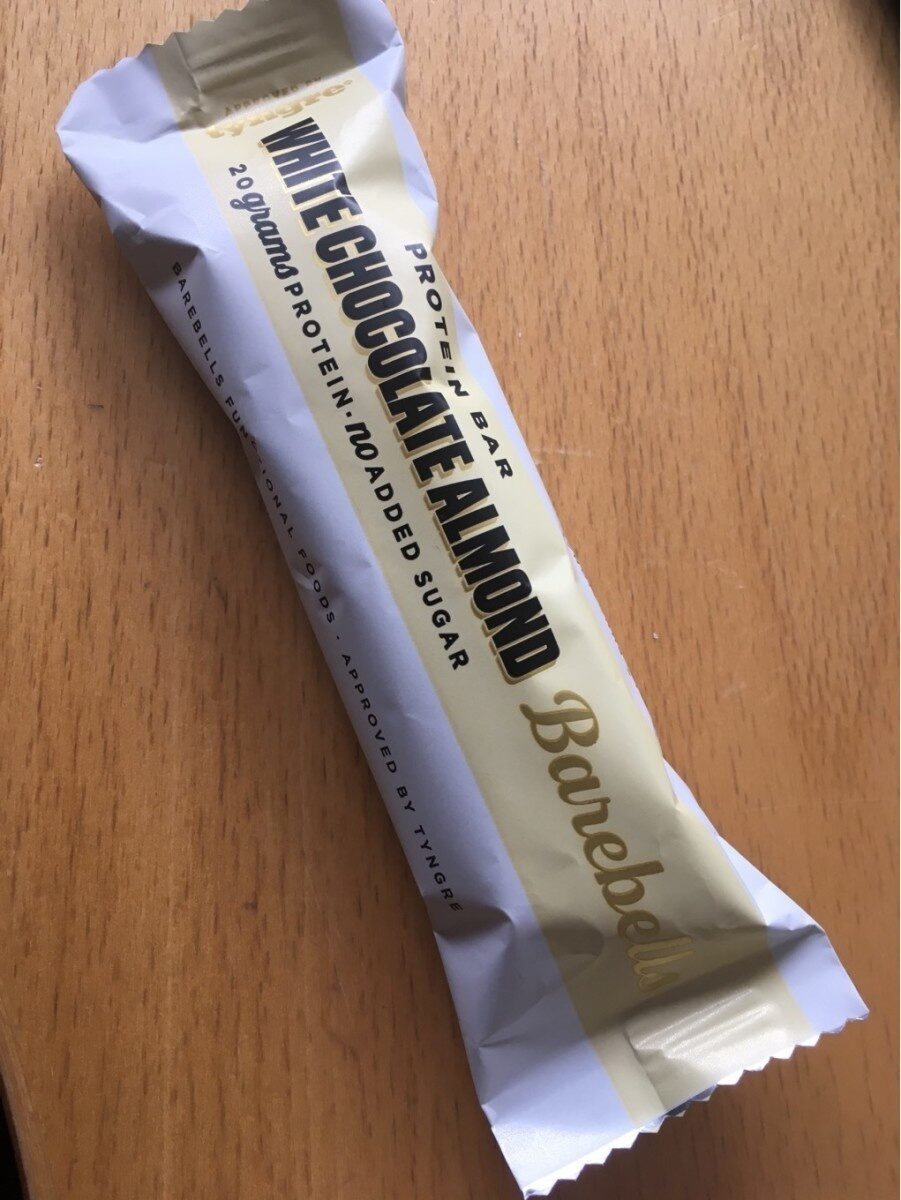 tyngre
PROTEIN BAR
WHITE CHOCOLATE ALMOND
20 grams PROTEIN · no ADDED SUGAR
Barebells
BAREBELLS FUNCTIONAL FOODS · APPROVED BY TYNGRE